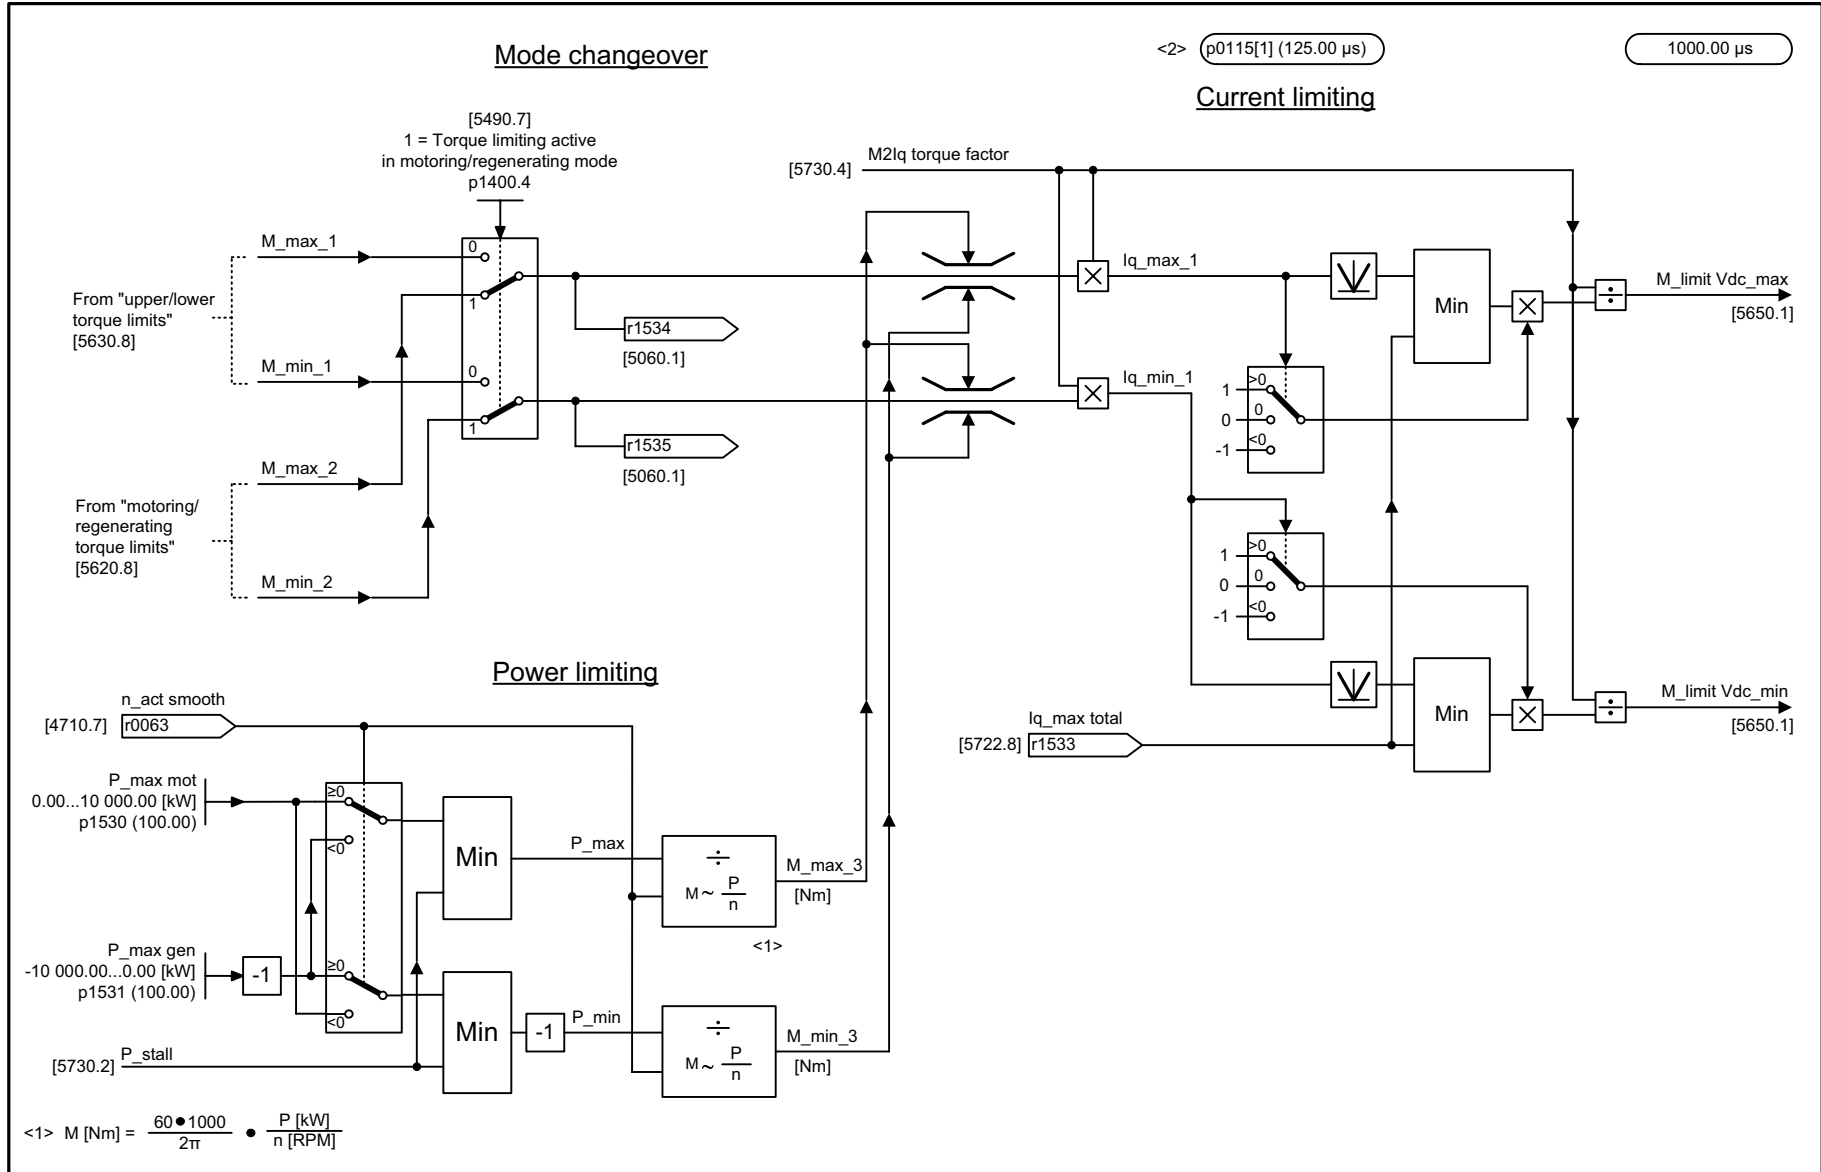 Mode changeover
<2> p0115[1] (125.00 µs)
1000.00 µs
Current limiting
[5490.7]
1 = Torque limiting active
in motoring/regenerating mode
p1400.4
M2Iq torque factor
[5730.4]
M_max_1
0
1
From "upper/lower
torque limits"
[5630.8]
M_min_1
0
1
r1534
[5060.1]
r1535
[5060.1]
Iq_max_1
Iq_min_1
Min
M_limit Vdc_max
[5650.1]
1 >0
0 0
-1 <0
M_max_2
From "motoring/
regenerating
torque limits"
[5620.8]
M_min_2
1 >0
0 0
-1 <0
Min
M_limit Vdc_min
[5650.1]
Iq_max total
[5722.8] r1533
Power limiting
n_act smooth
[4710.7] r0063
P_max mot
0.00...10 000.00 [kW]
p1530 (100.00)
≥0
<0
Min
P_max
÷
M ~ P
n
M_max_3
[Nm]
<1>
P_max gen
-10 000.00...0.00 [kW]
p1531 (100.00)
-1
≥0
<0
Min
-1
P_min
÷
M ~ P
n
M_min_3
[Nm]
[5730.2] P_stall
<1> M [Nm] = 60●1000 / 2π ● P [kW] / n [RPM]